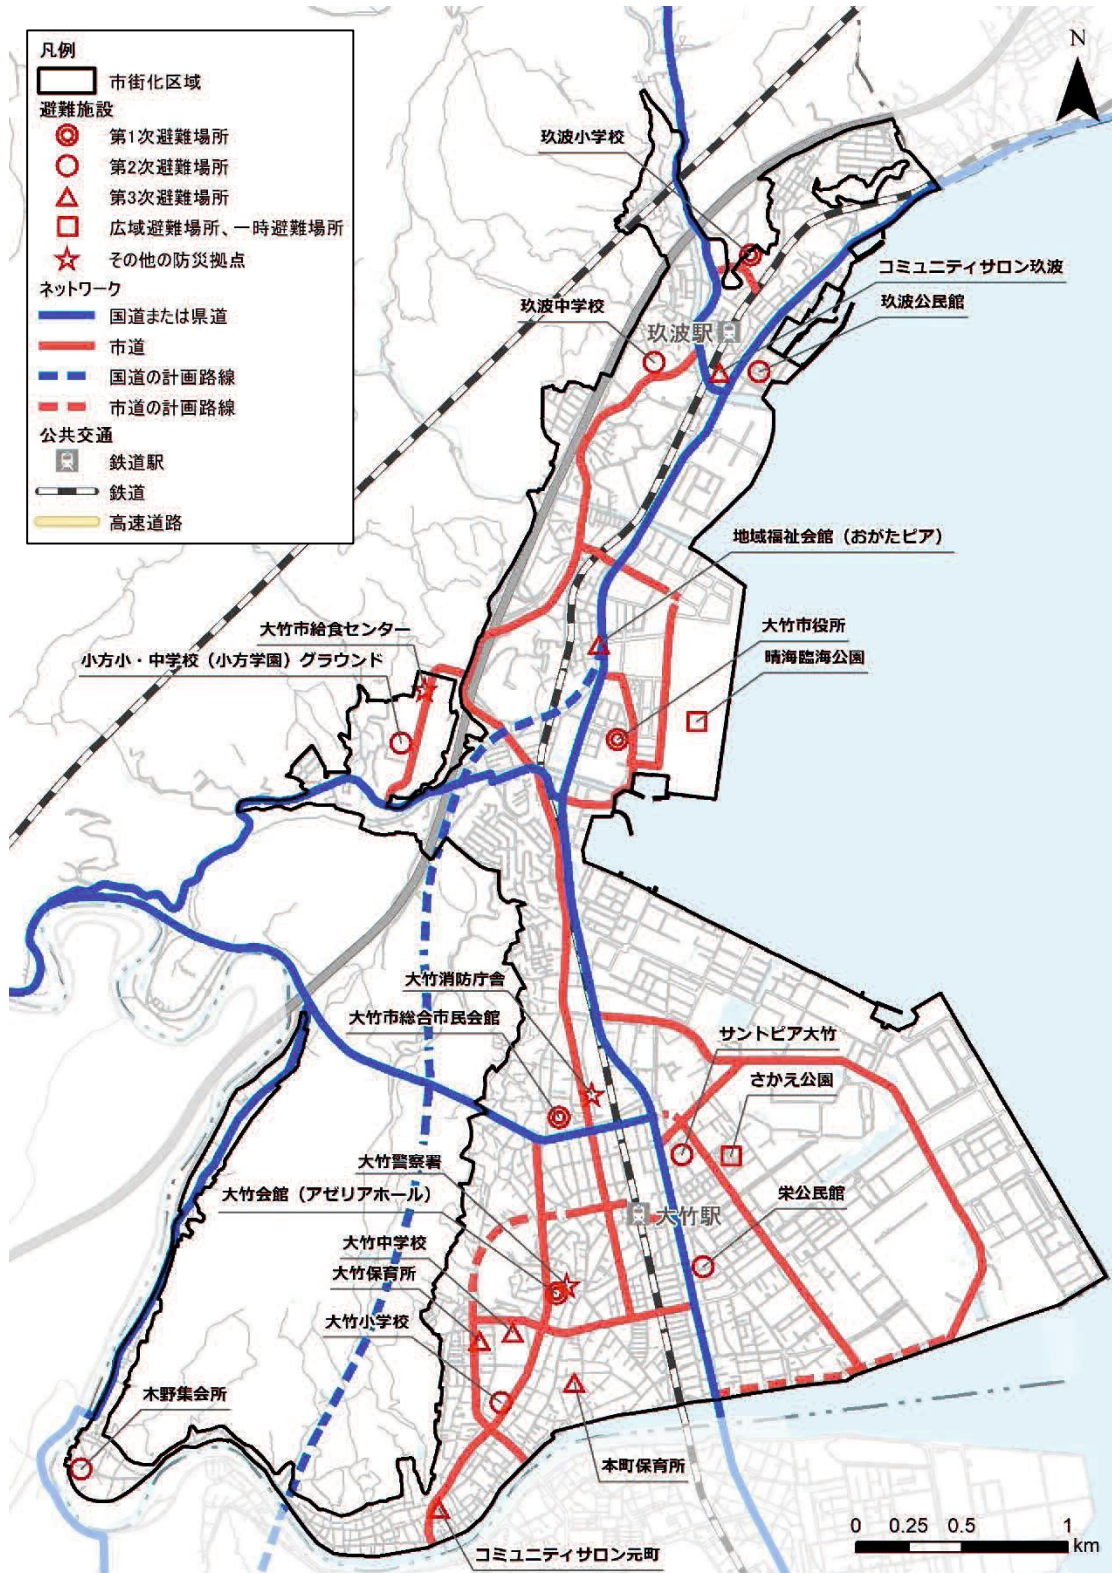 凡例
市街化区域
避難施設
第1次避難場所
第2次避難場所
第3次避難場所
広域避難場所、一時避難場所
その他の防災拠点
ネットワーク
国道または県道
市道
国道の計画路線
市道の計画路線
公共交通
鉄道駅
鉄道
高速道路
N
玖波小学校
コミュニティサロン玖波
玖波公民館
玖波中学校
玖波駅
地域福祉会館（おがたピア）
大竹市給食センター
大竹市役所
小方小・中学校（小方学園）グラウンド
晴海臨海公園
大竹消防庁舎
大竹市総合市民会館
サントピア大竹
さかえ公園
大竹警察署
大竹会館（アゼリアホール）
栄公民館
大竹駅
大竹中学校
大竹保育所
大竹小学校
木野集会所
本町保育所
コミュニティサロン元町
0 0.25 0.5 1
km